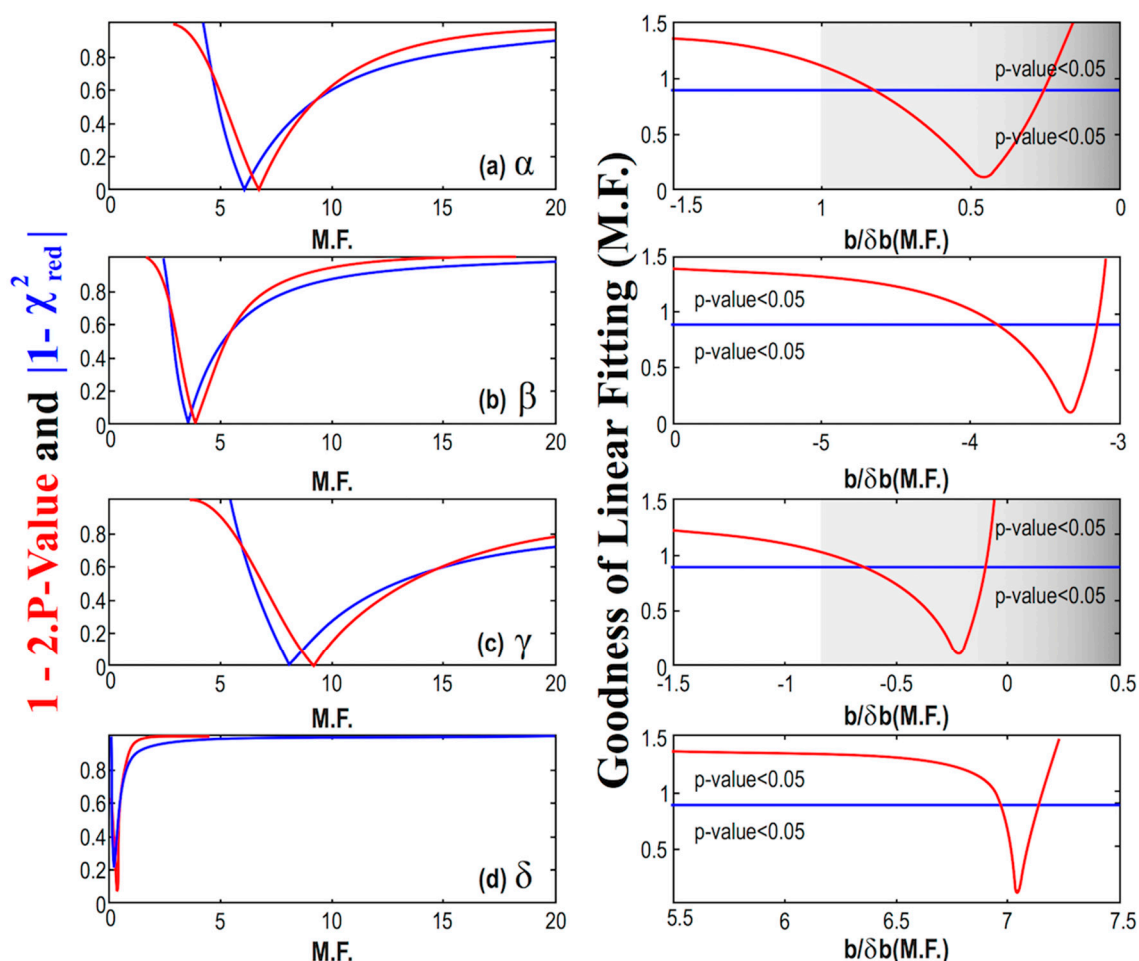 1 - 2.P-Value and |1- χ²red|
0.8
0.6
0.4
0.2
0
(a) α
0 5 10 15 20
M.F.
0.8
0.6
0.4
0.2
0
(b) β
0 5 10 15 20
M.F.
0.8
0.6
0.4
0.2
0
(c) γ
0 5 10 15 20
M.F.
0.8
0.6
0.4
0.2
0
(d) δ
0 5 10 15 20
M.F.
Goodness of Linear Fitting (M.F.)
1.5
1
0.5
0
p-value<0.05
p-value<0.05
-1.5 1 0.5 0
b/δb(M.F.)
1.5
1
0.5
0
p-value<0.05
p-value<0.05
-6 -5 -4 -3
b/δb(M.F.)
1.5
1
0.5
0
p-value<0.05
p-value<0.05
-1.5 -1 -0.5 0 0.5
b/δb(M.F.)
1.5
1
0.5
p-value<0.05
p-value<0.05
5.5 6 6.5 7 7.5
b/δb(M.F.)